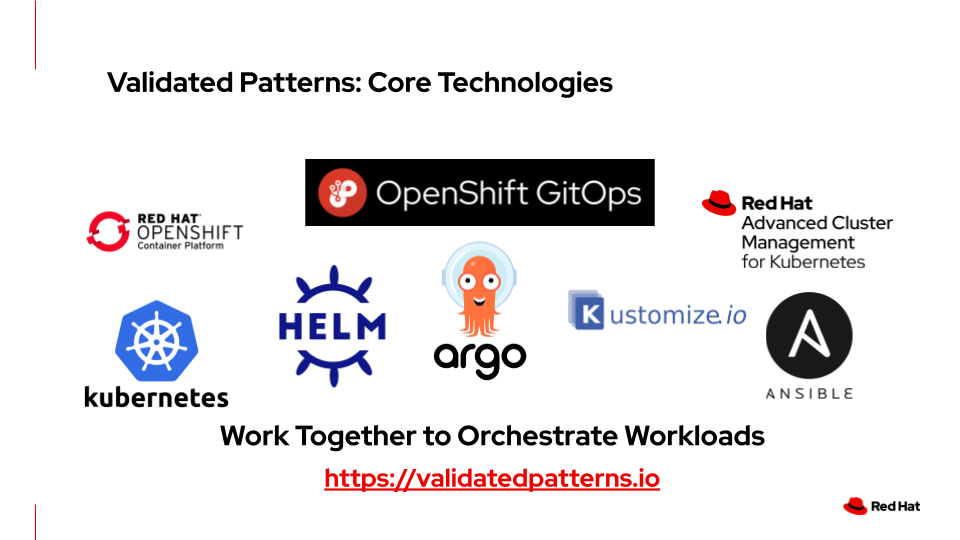 Validated Patterns: Core Technologies
OpenShift GitOps
RED HAT®
OPENSHIFT
Container Platform
Red Hat
Advanced Cluster
Management
for Kubernetes
HELM
argo
Kustomize.io
kubernetes
ANSIBLE
Work Together to Orchestrate Workloads
https://validatedpatterns.io
Red Hat